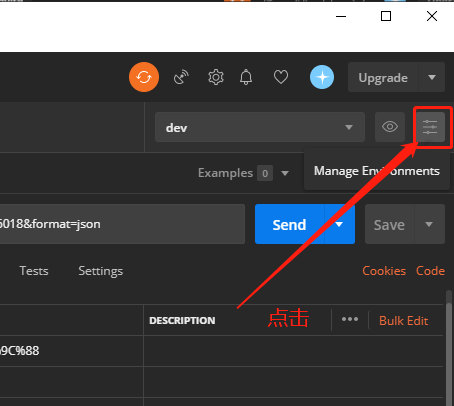 Upgrade
dev
Examples 0
Manage Environments
6018&format=json
Send
Save
Tests Settings
Cookies Code
DESCRIPTION
点击
Bulk Edit
9C%88